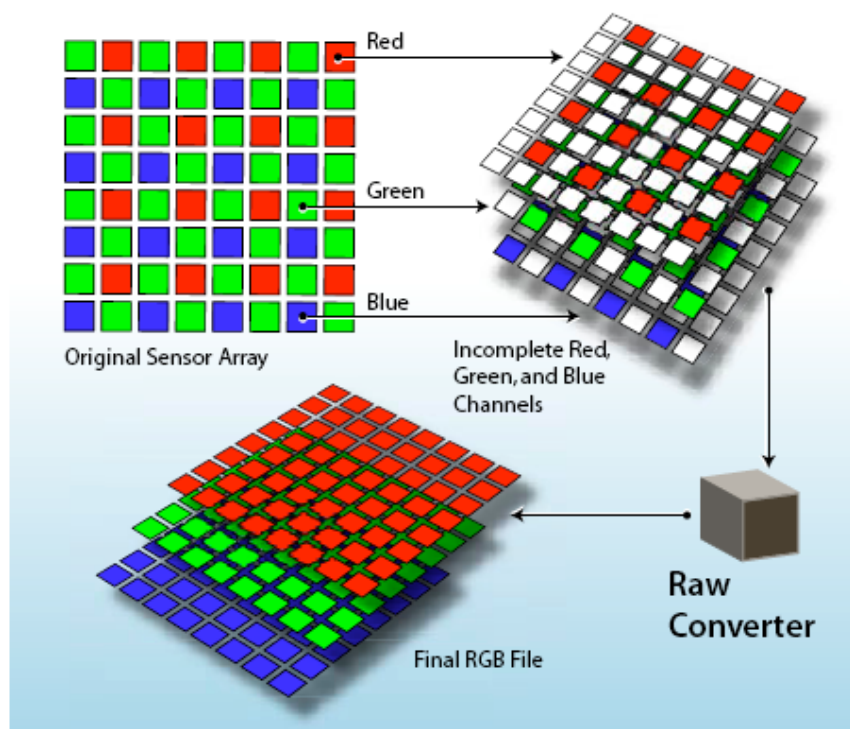 Red
Green
Blue
Original Sensor Array
Incomplete Red,
Green, and Blue
Channels
Raw
Converter
Final RGB File